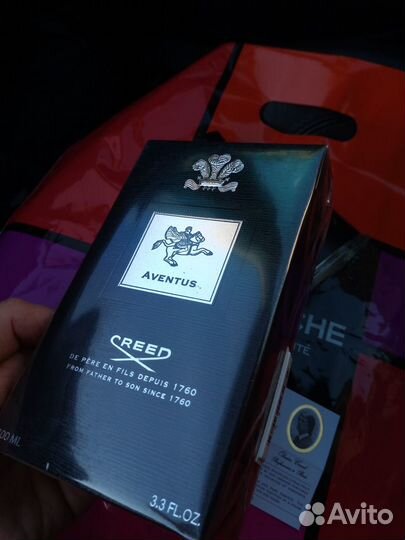 AVENTUS
CREED
DE PÈRE EN FILS DEPUIS 1760
FROM FATHER TO SON SINCE 1760
3.3 FL.OZ.
Avito